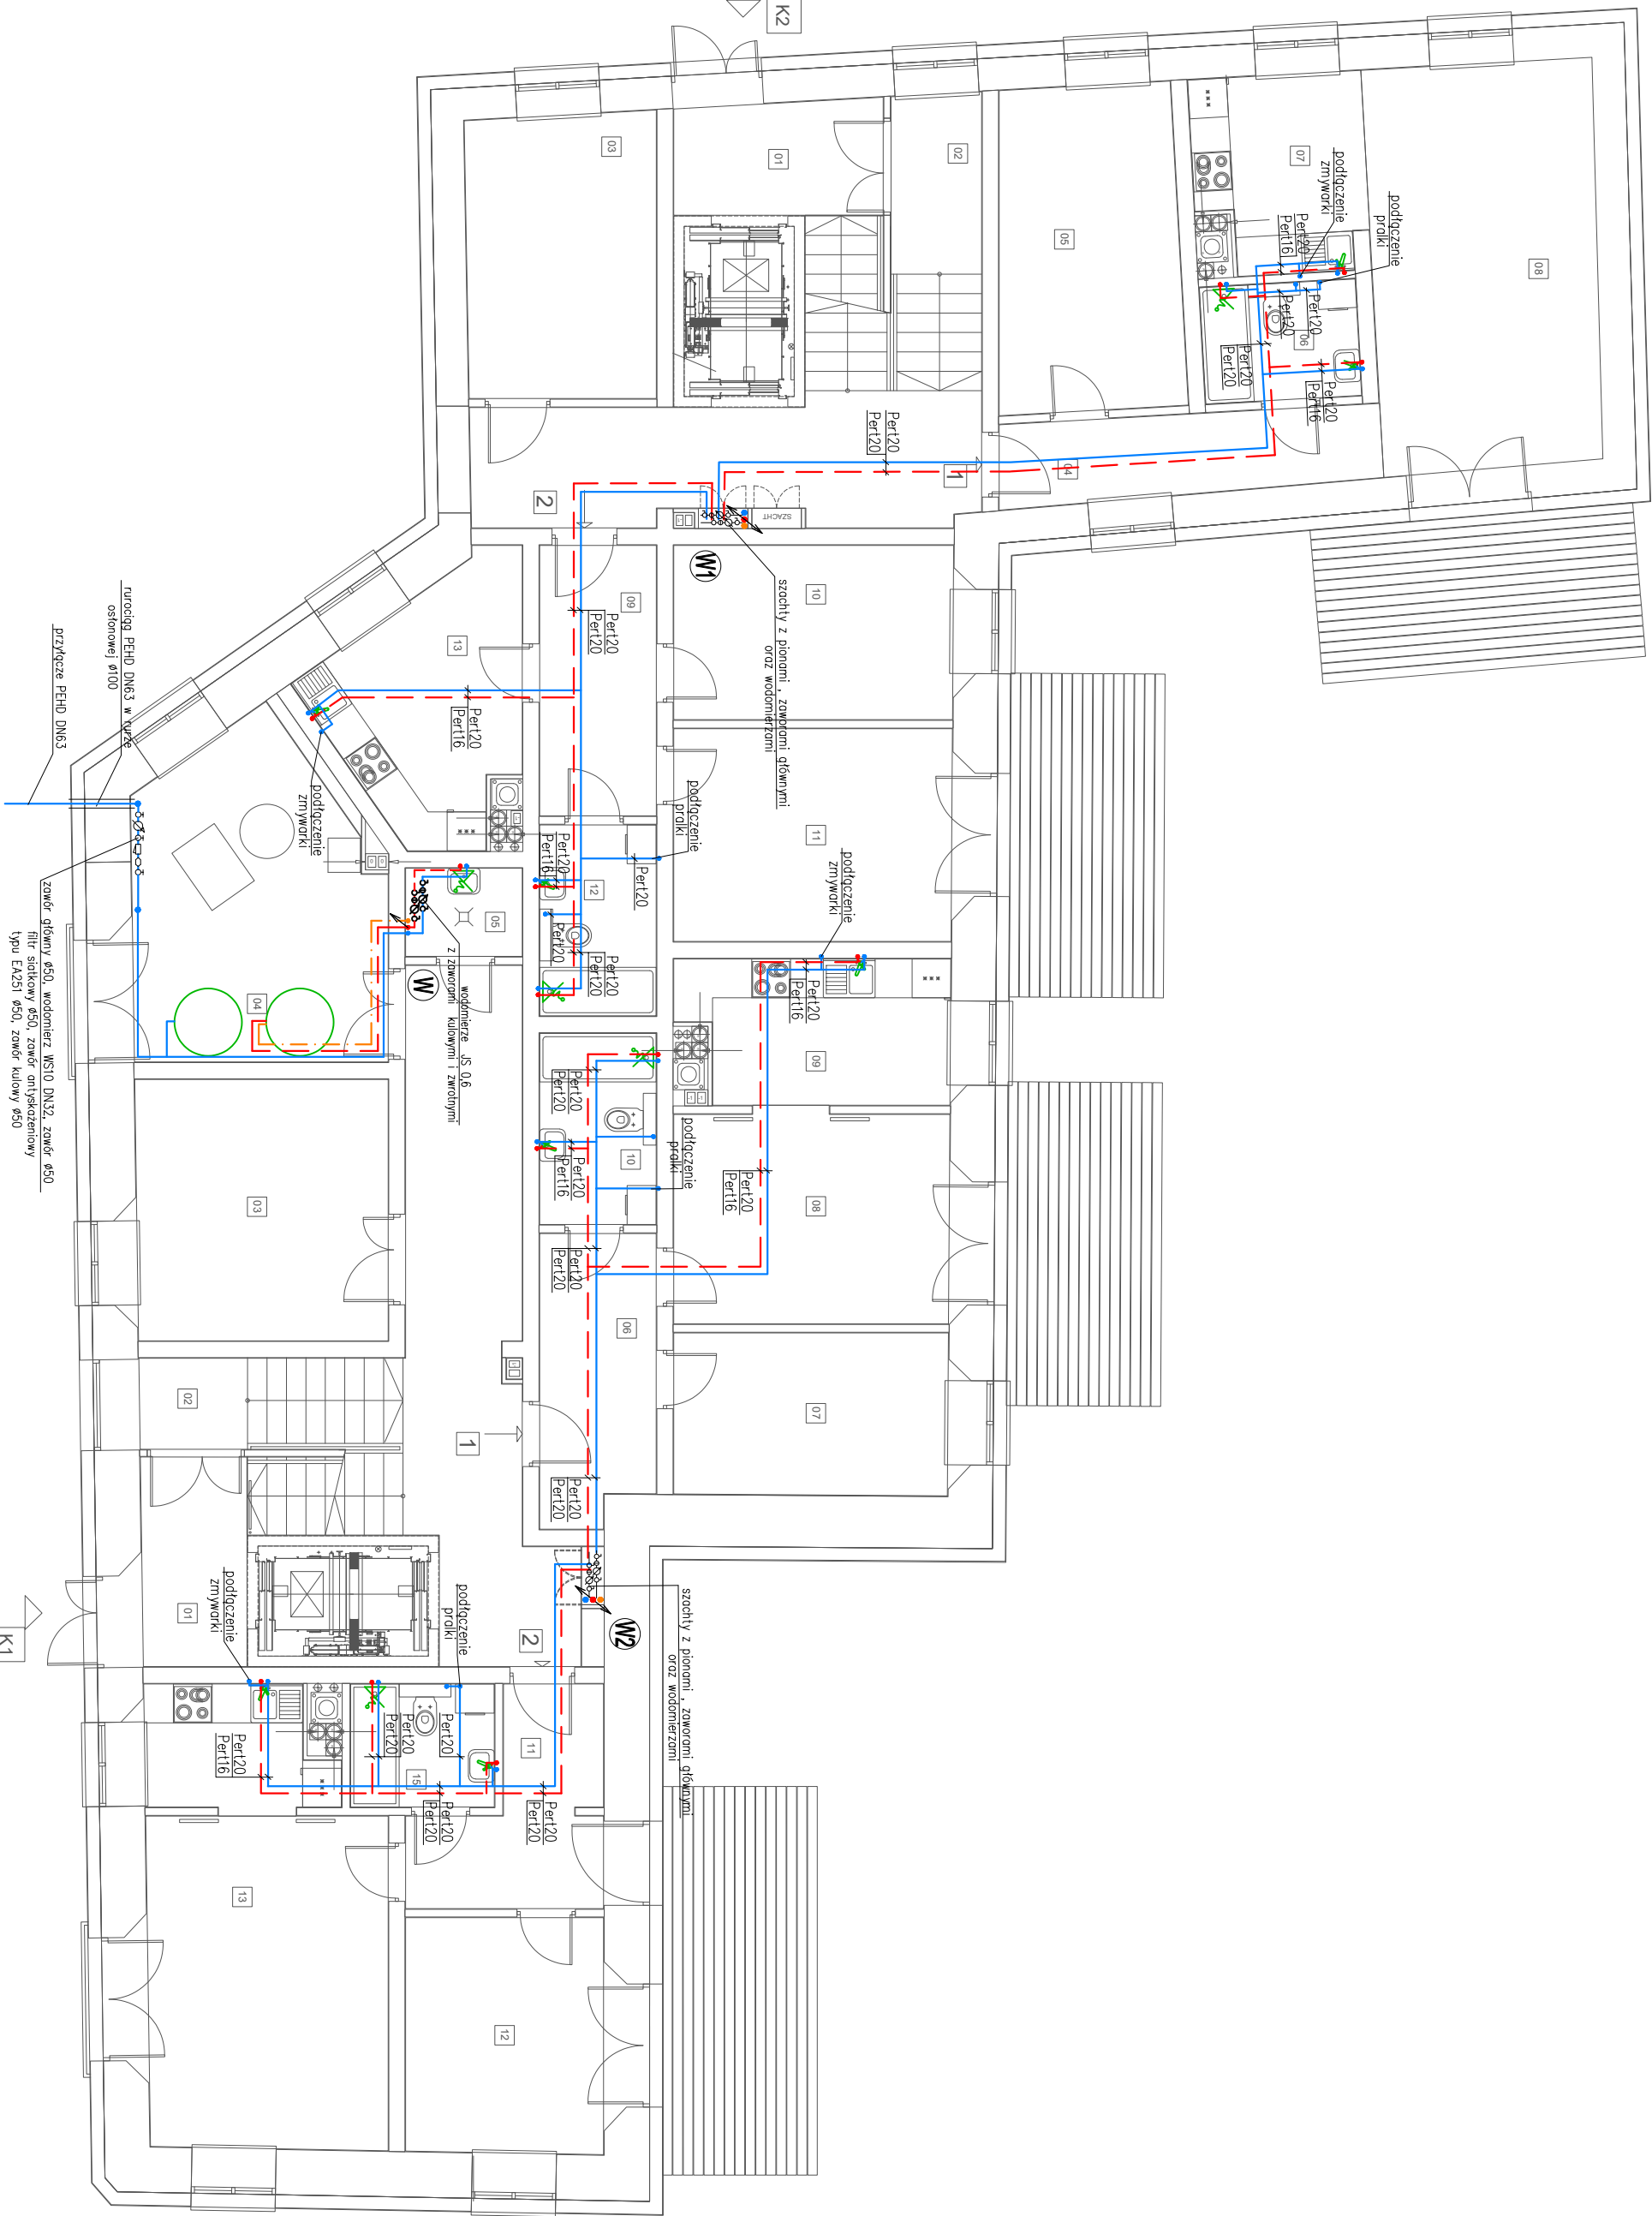 K2
03
01
02
05
07
08
podłączenie
zmywarki
podłączenie
pralki
Pert20
Pert16
Pert20
Pert20
06
Pert20
Pert20
Pert20
Pert16
04
Pert20
Pert20
1
2
SZACHT
W1
szachty z pionami , zaworami głównymi
oraz wodomierzami
10
09
Pert20
Pert20
13
Pert20
Pert16
podłączenie
zmywarki
rurociąg PEHD DN63 w rurze
osłonowej ø100
przyłącze PEHD DN63
podłączenie
pralki
11
podłączenie
zmywarki
Pert20
Pert16
12
Pert20
Pert20
Pert20
Pert20
05
W
wodomierze JS 0,6
z zaworami kulowymi i zwrotnymi
04
zawór główny ø50, wodomierz WS10 DN32, zawór ø50
filtr siatkowy ø50, zawór antyskażeniowy
typu EA251 ø50, zawór kulowy ø50
Pert20
Pert16
09
Pert20
Pert20
Pert20
Pert16
10
podłączenie
pralki
Pert20
Pert16
08
03
Pert20
Pert20
06
07
02
1
Pert20
Pert20
W2
szachty z pionami , zaworami głównymi
oraz wodomierzami
2
01
podłączenie
zmywarki
podłączenie
pralki
K1
Pert20
Pert16
Pert20
Pert20
Pert20
11
15
Pert20
Pert20
Pert20
Pert20
13
12